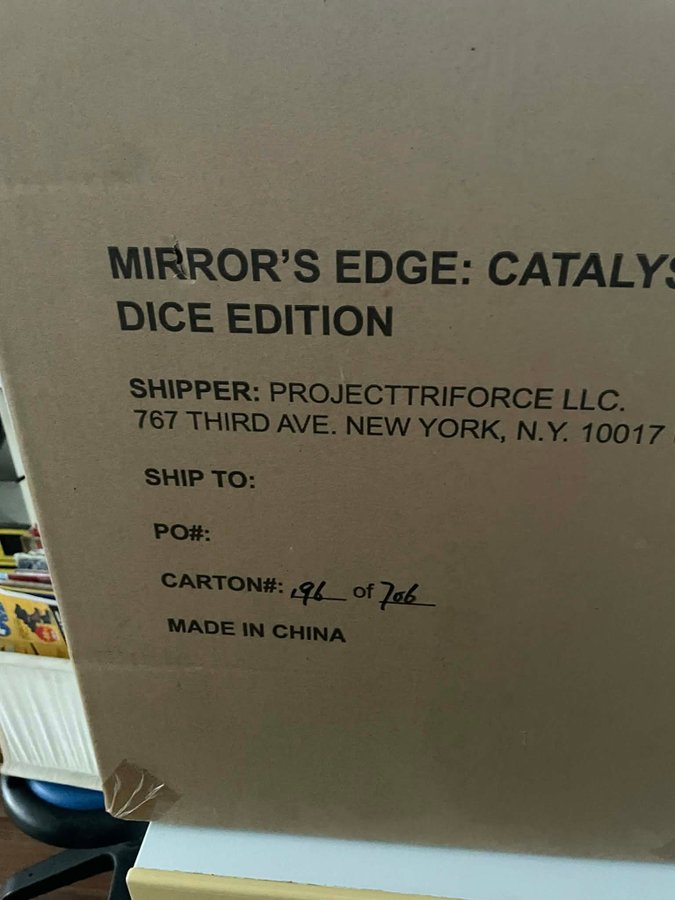 MIRROR'S EDGE: CATALYS
DICE EDITION
SHIPPER: PROJECTTRIFORCE LLC.
767 THIRD AVE. NEW YORK, N.Y. 10017
SHIP TO:
PO#:
CARTON#: 196 of 706
MADE IN CHINA